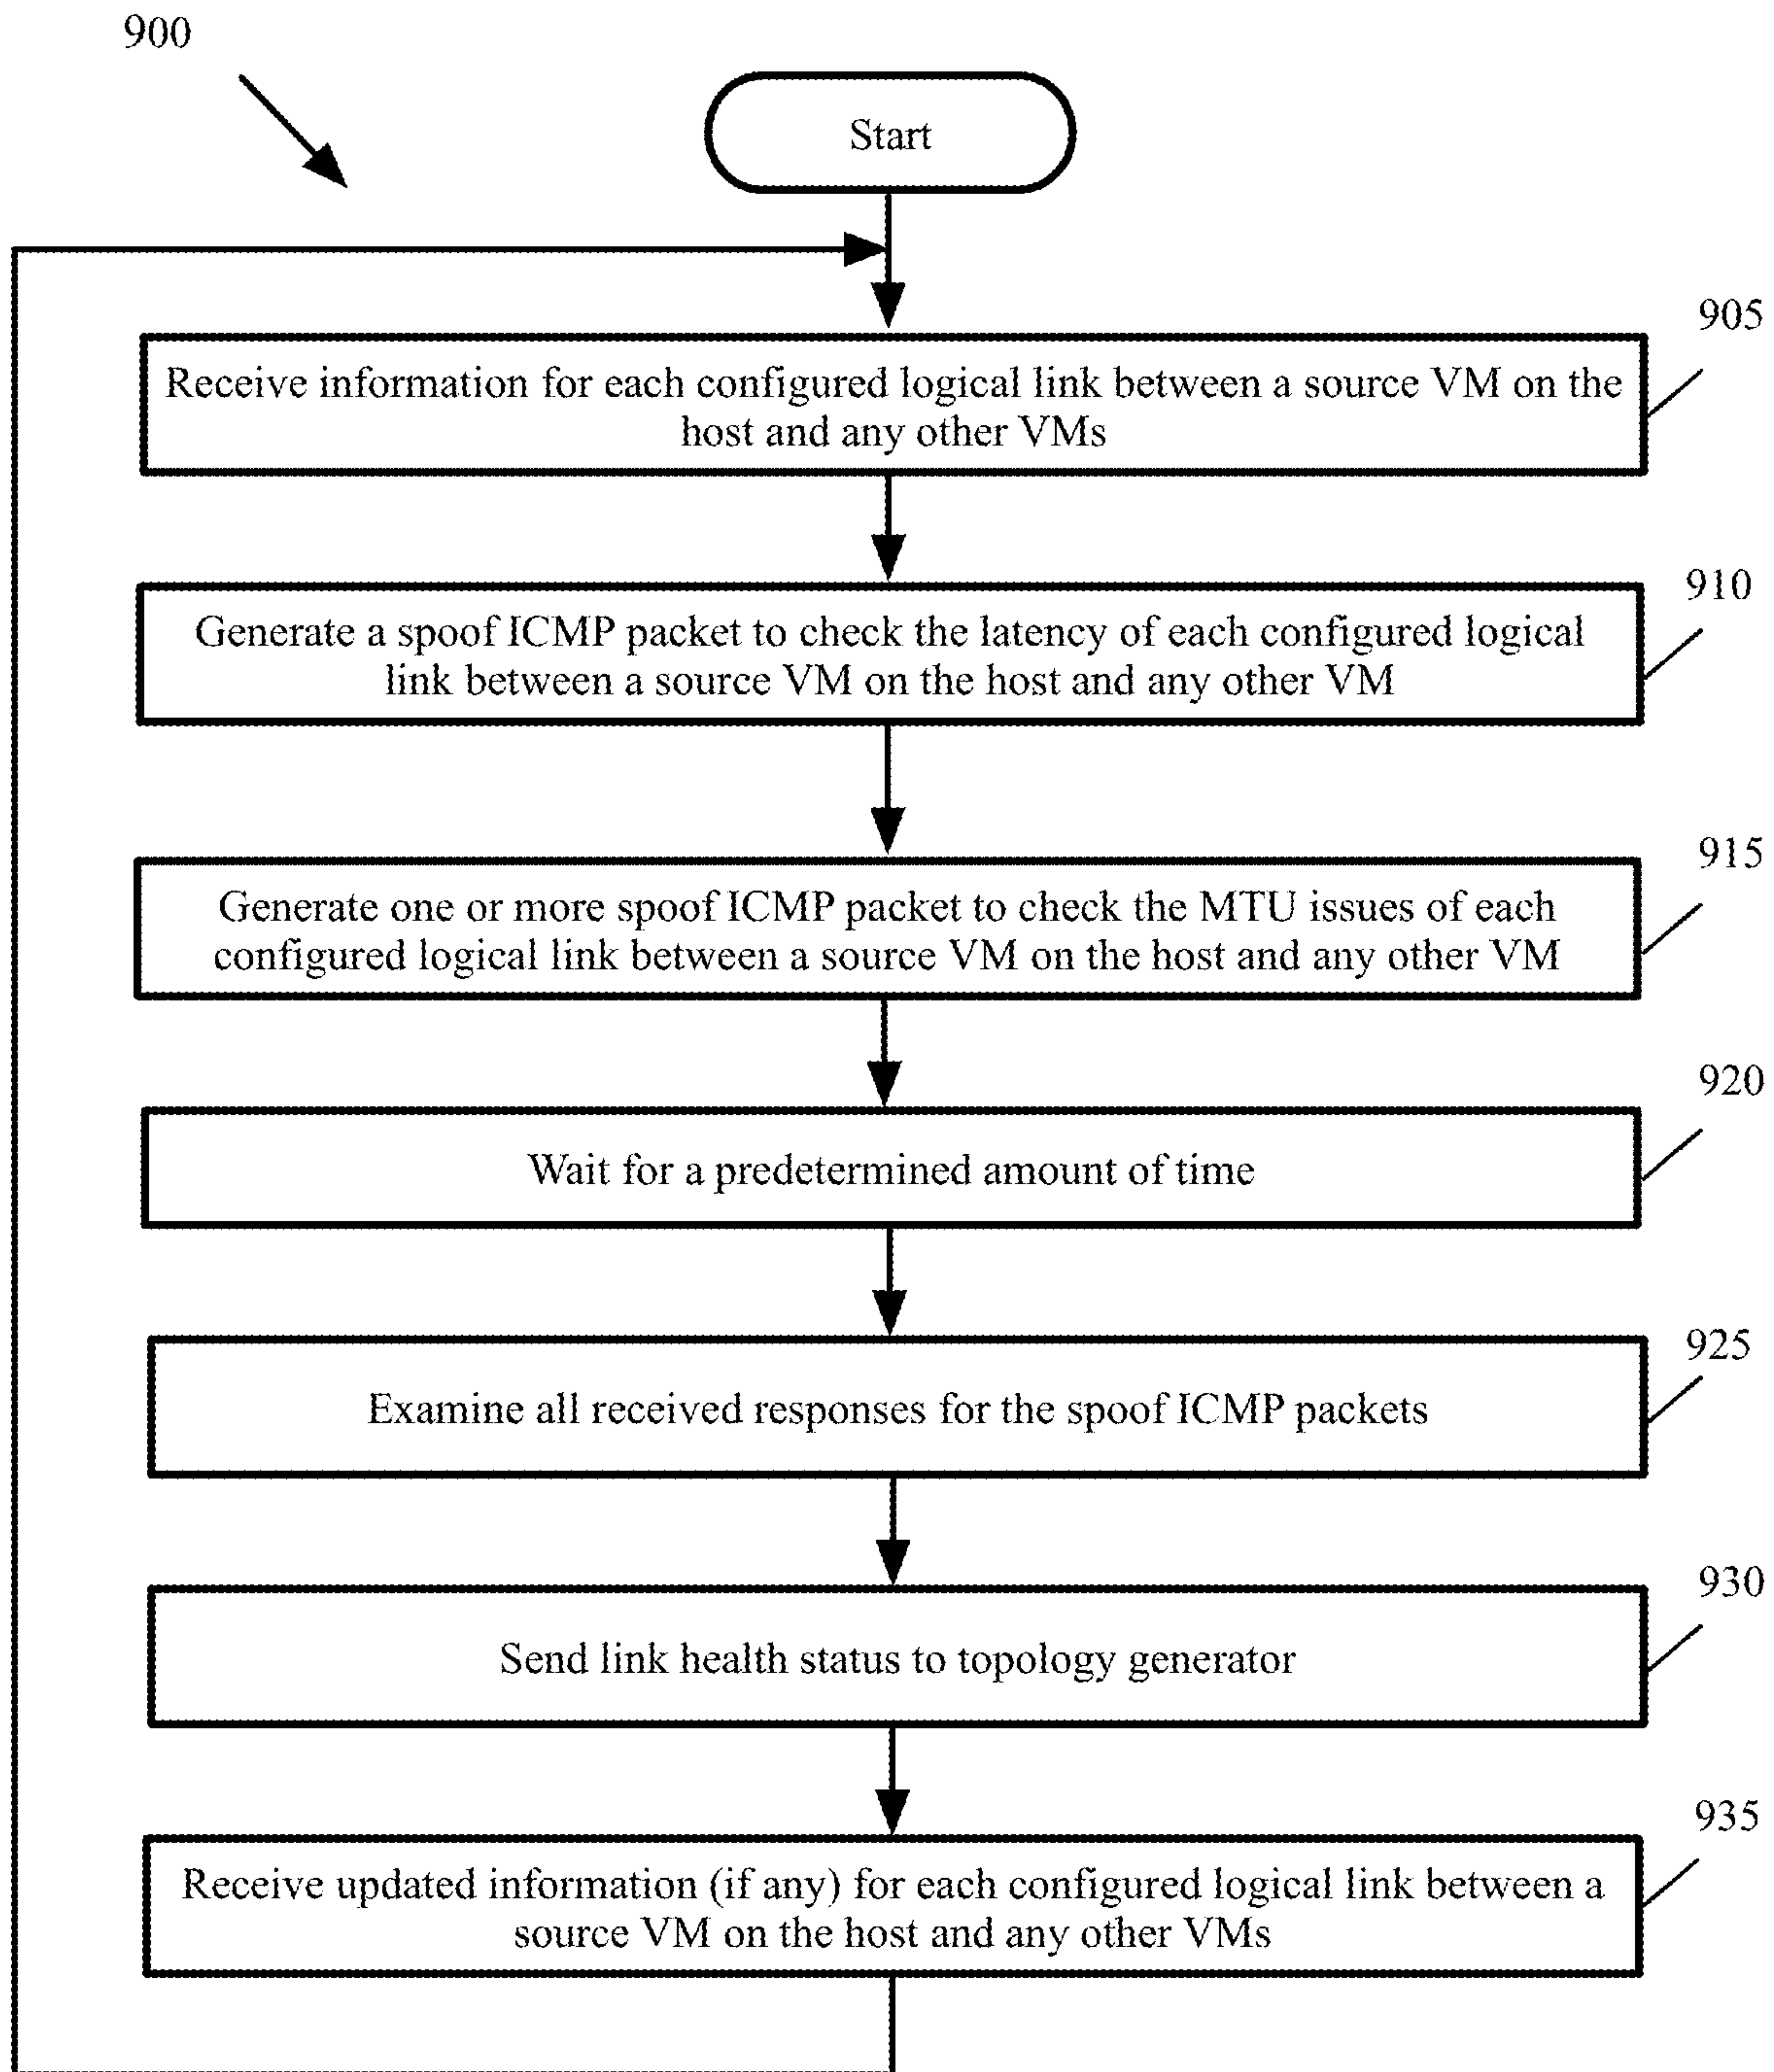 900
Start
905
Receive information for each configured logical link between a source VM on the
host and any other VMs
910
Generate a spoof ICMP packet to check the latency of each configured logical
link between a source VM on the host and any other VM
915
Generate one or more spoof ICMP packet to check the MTU issues of each
configured logical link between a source VM on the host and any other VM
920
Wait for a predetermined amount of time
925
Examine all received responses for the spoof ICMP packets
930
Send link health status to topology generator
935
Receive updated information (if any) for each configured logical link between a
source VM on the host and any other VMs